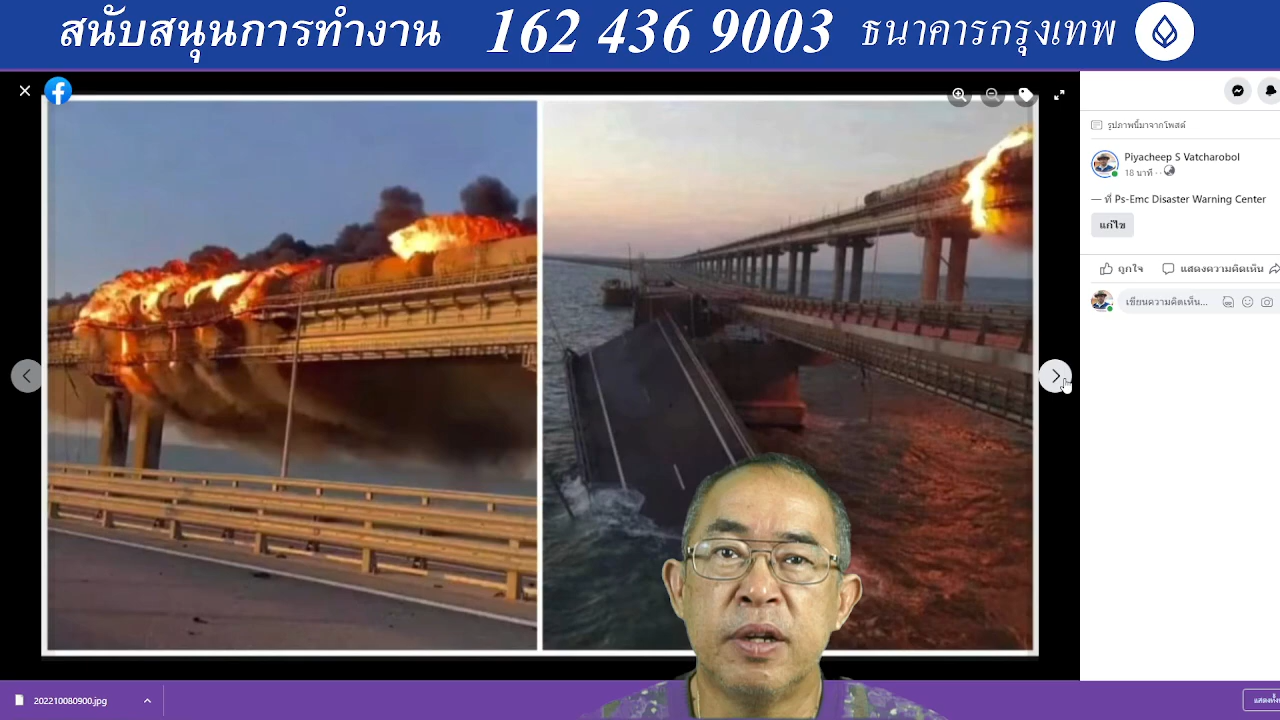 สนับสนุนการทำงาน 162 436 9003 ธนาคารกรุงเทพ
รูปภาพนี้มาจากโพสต์
Piyacheep S Vatcharobol
18 นาที
— ที่ Ps-Emc Disaster Warning Center
แก้ไข
ถูกใจ แสดงความคิดเห็น
เขียนความคิดเห็น...
202210080900.jpg